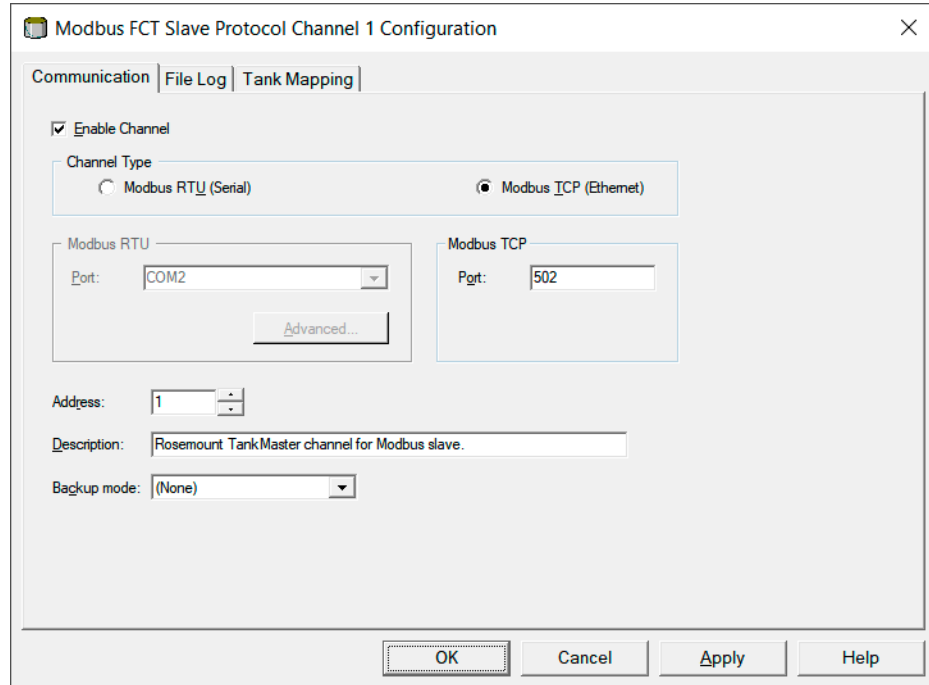 Modbus FCT Slave Protocol Channel 1 Configuration
Communication File Log Tank Mapping
Enable Channel
Channel Type
Modbus RTU (Serial) Modbus TCP (Ethernet)
Modbus RTU Modbus TCP
Port: COM2 Port: 502
Advanced...
Address: 1
Description: Rosemount TankMaster channel for Modbus slave.
Backup mode: (None)
OK Cancel Apply Help